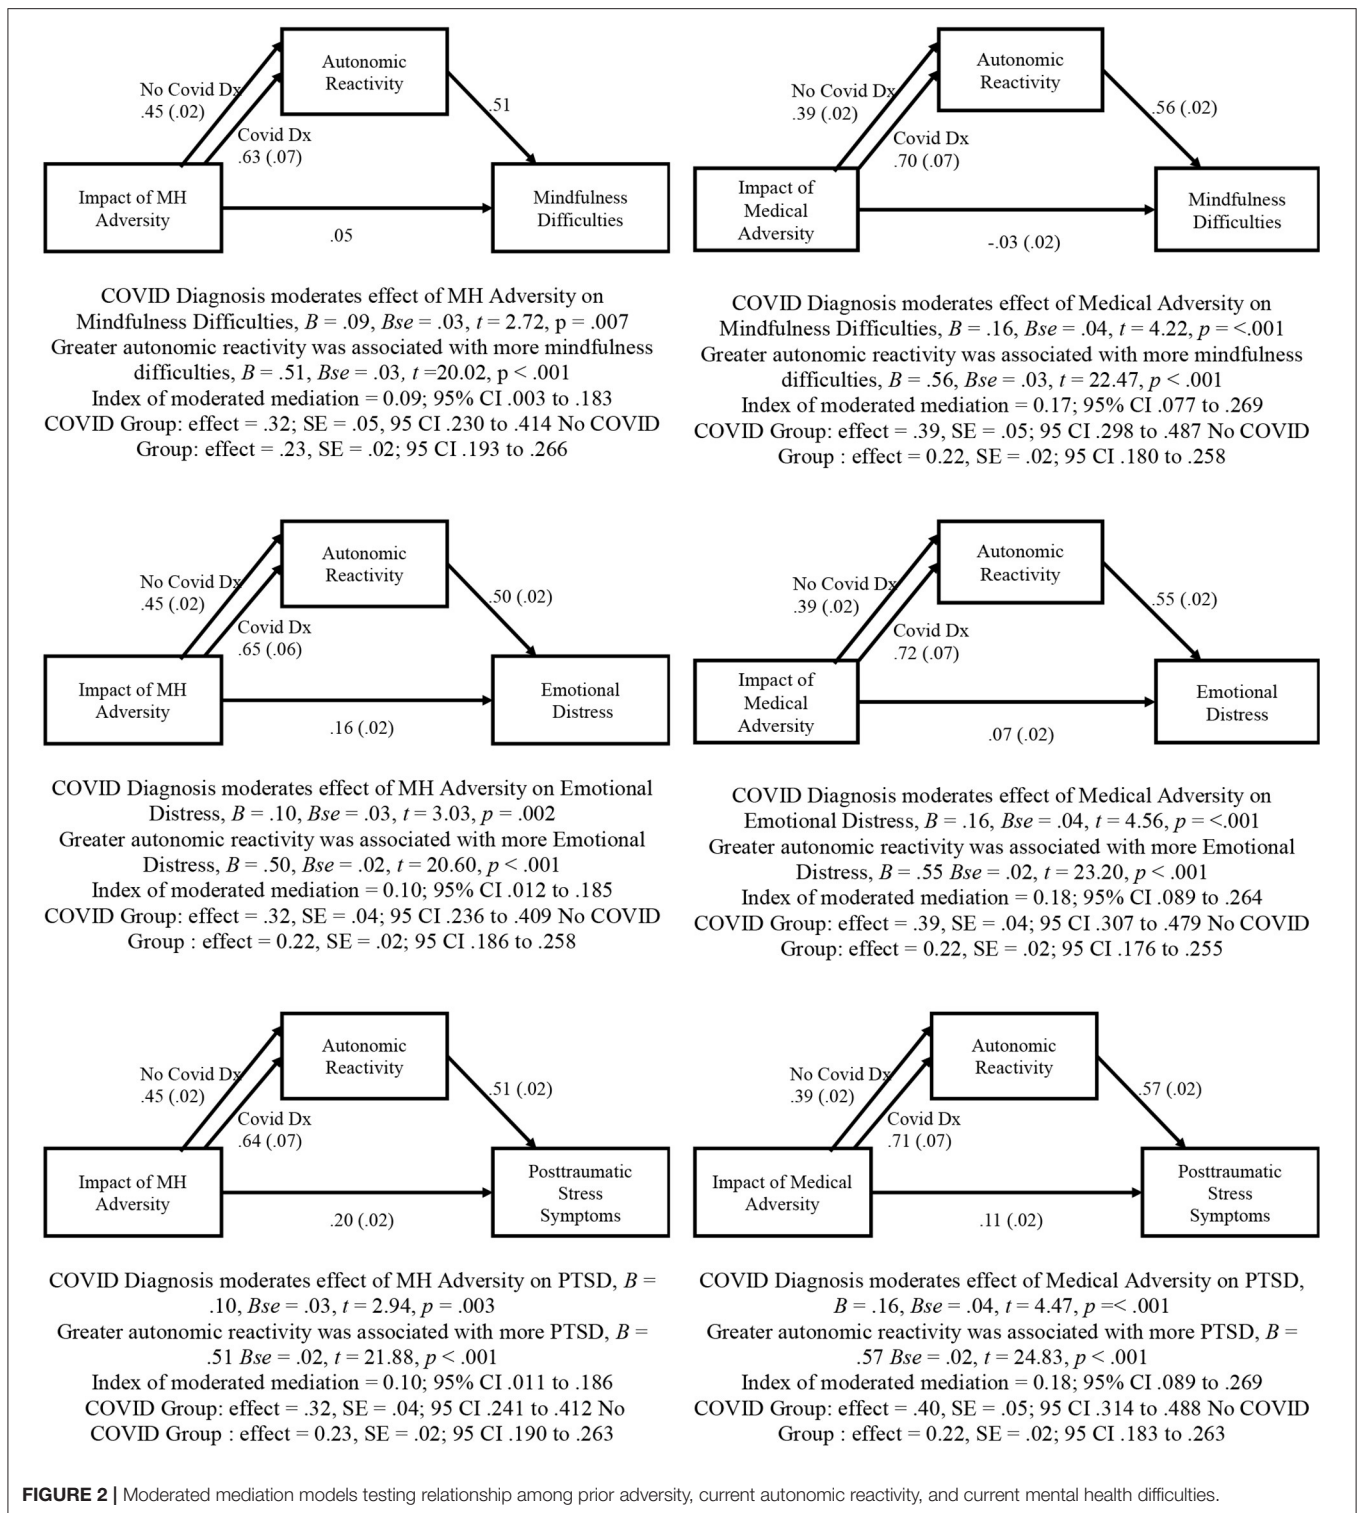 Autonomic
Reactivity
No Covid Dx
.45 (.02)
Covid Dx
.63 (.07)
.51
Impact of MH
Adversity
Mindfulness
Difficulties
.05
COVID Diagnosis moderates effect of MH Adversity on
Mindfulness Difficulties, B = .09, Bse = .03, t = 2.72, p = .007
Greater autonomic reactivity was associated with more mindfulness
difficulties, B = .51, Bse = .03, t =20.02, p < .001
Index of moderated mediation = 0.09; 95% CI .003 to .183
COVID Group: effect = .32; SE = .05, 95 CI .230 to .414 No COVID
Group: effect = .23, SE = .02; 95 CI .193 to .266
Autonomic
Reactivity
No Covid Dx
.39 (.02)
Covid Dx
.70 (.07)
.56 (.02)
Impact of
Medical
Adversity
Mindfulness
Difficulties
-.03 (.02)
COVID Diagnosis moderates effect of Medical Adversity on
Mindfulness Difficulties, B = .16, Bse = .04, t = 4.22, p = <.001
Greater autonomic reactivity was associated with more mindfulness
difficulties, B = .56, Bse = .03, t = 22.47, p < .001
Index of moderated mediation = 0.17; 95% CI .077 to .269
COVID Group: effect = .39, SE = .05; 95 CI .298 to .487 No COVID
Group : effect = 0.22, SE = .02; 95 CI .180 to .258
Autonomic
Reactivity
No Covid Dx
.45 (.02)
Covid Dx
.65 (.06)
.50 (.02)
Impact of MH
Adversity
Emotional
Distress
.16 (.02)
COVID Diagnosis moderates effect of MH Adversity on Emotional
Distress, B = .10, Bse = .03, t = 3.03, p = .002
Greater autonomic reactivity was associated with more Emotional
Distress, B = .50, Bse = .02, t = 20.60, p < .001
Index of moderated mediation = 0.10; 95% CI .012 to .185
COVID Group: effect = .32, SE = .04; 95 CI .236 to .409 No COVID
Group : effect = 0.22, SE = .02; 95 CI .186 to .258
Autonomic
Reactivity
No Covid Dx
.39 (.02)
Covid Dx
.72 (.07)
.55 (.02)
Impact of
Medical
Adversity
Emotional
Distress
.07 (.02)
COVID Diagnosis moderates effect of Medical Adversity on
Emotional Distress, B = .16, Bse = .04, t = 4.56, p = <.001
Greater autonomic reactivity was associated with more Emotional
Distress, B = .55 Bse = .02, t = 23.20, p < .001
Index of moderated mediation = 0.18; 95% CI .089 to .264
COVID Group: effect = .39, SE = .04; 95 CI .307 to .479 No COVID
Group: effect = 0.22, SE = .02; 95 CI .176 to .255
Autonomic
Reactivity
No Covid Dx
.45 (.02)
Covid Dx
.64 (.07)
.51 (.02)
Impact of MH
Adversity
Posttraumatic
Stress
Symptoms
.20 (.02)
COVID Diagnosis moderates effect of MH Adversity on PTSD, B =
.10, Bse = .03, t = 2.94, p = .003
Greater autonomic reactivity was associated with more PTSD, B =
.51 Bse = .02, t = 21.88, p < .001
Index of moderated mediation = 0.10; 95% CI .011 to .186
COVID Group: effect = .32, SE = .04; 95 CI .241 to .412 No
COVID Group : effect = 0.23, SE = .02; 95 CI .190 to .263
Autonomic
Reactivity
No Covid Dx
.39 (.02)
Covid Dx
.71 (.07)
.57 (.02)
Impact of Medical
Adversity
Posttraumatic
Stress
Symptoms
.11 (.02)
COVID Diagnosis moderates effect of Medical Adversity on PTSD,
B = .16, Bse = .04, t = 4.47, p =< .001
Greater autonomic reactivity was associated with more PTSD, B =
.57 Bse = .02, t = 24.83, p < .001
Index of moderated mediation = 0.18; 95% CI .089 to .269
COVID Group: effect = .40, SE = .05; 95 CI .314 to .488 No COVID
Group : effect = 0.22, SE = .02; 95 CI .183 to .263
FIGURE 2 | Moderated mediation models testing relationship among prior adversity, current autonomic reactivity, and current mental health difficulties.